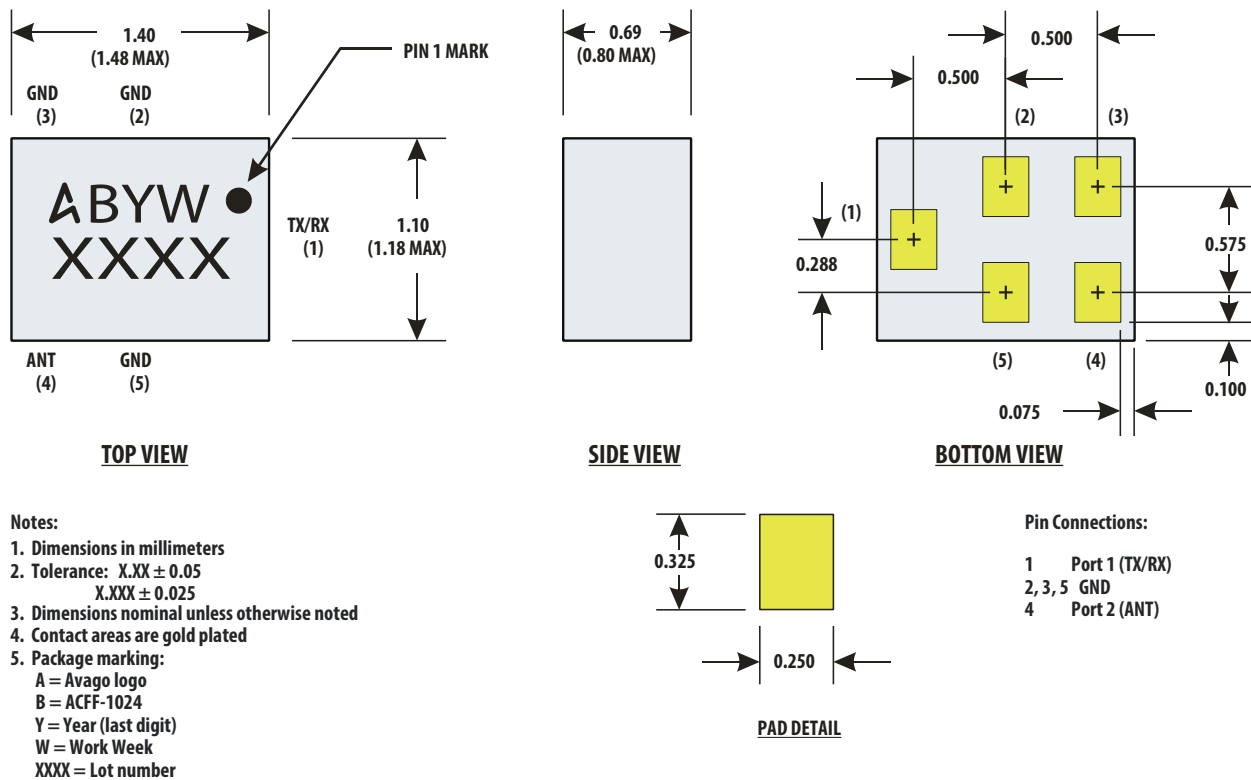 1.40
(1.48 MAX)
PIN 1 MARK
GND
(3)
GND
(2)
ABYW
XXXX
TX/RX
(1)
1.10
(1.18 MAX)
ANT
(4)
GND
(5)
TOP VIEW
0.69
(0.80 MAX)
SIDE VIEW
0.500
0.500
(2)
(3)
(1)
0.288
0.575
(5)
(4)
0.100
0.075
BOTTOM VIEW
Notes:
1. Dimensions in millimeters
2. Tolerance: X.XX ± 0.05
X.XXX ± 0.025
3. Dimensions nominal unless otherwise noted
4. Contact areas are gold plated
5. Package marking:
A = Avago logo
B = ACFF-1024
Y = Year (last digit)
W = Work Week
XXXX = Lot number
0.325
0.250
PAD DETAIL
Pin Connections:
1 Port 1 (TX/RX)
2, 3, 5 GND
4 Port 2 (ANT)